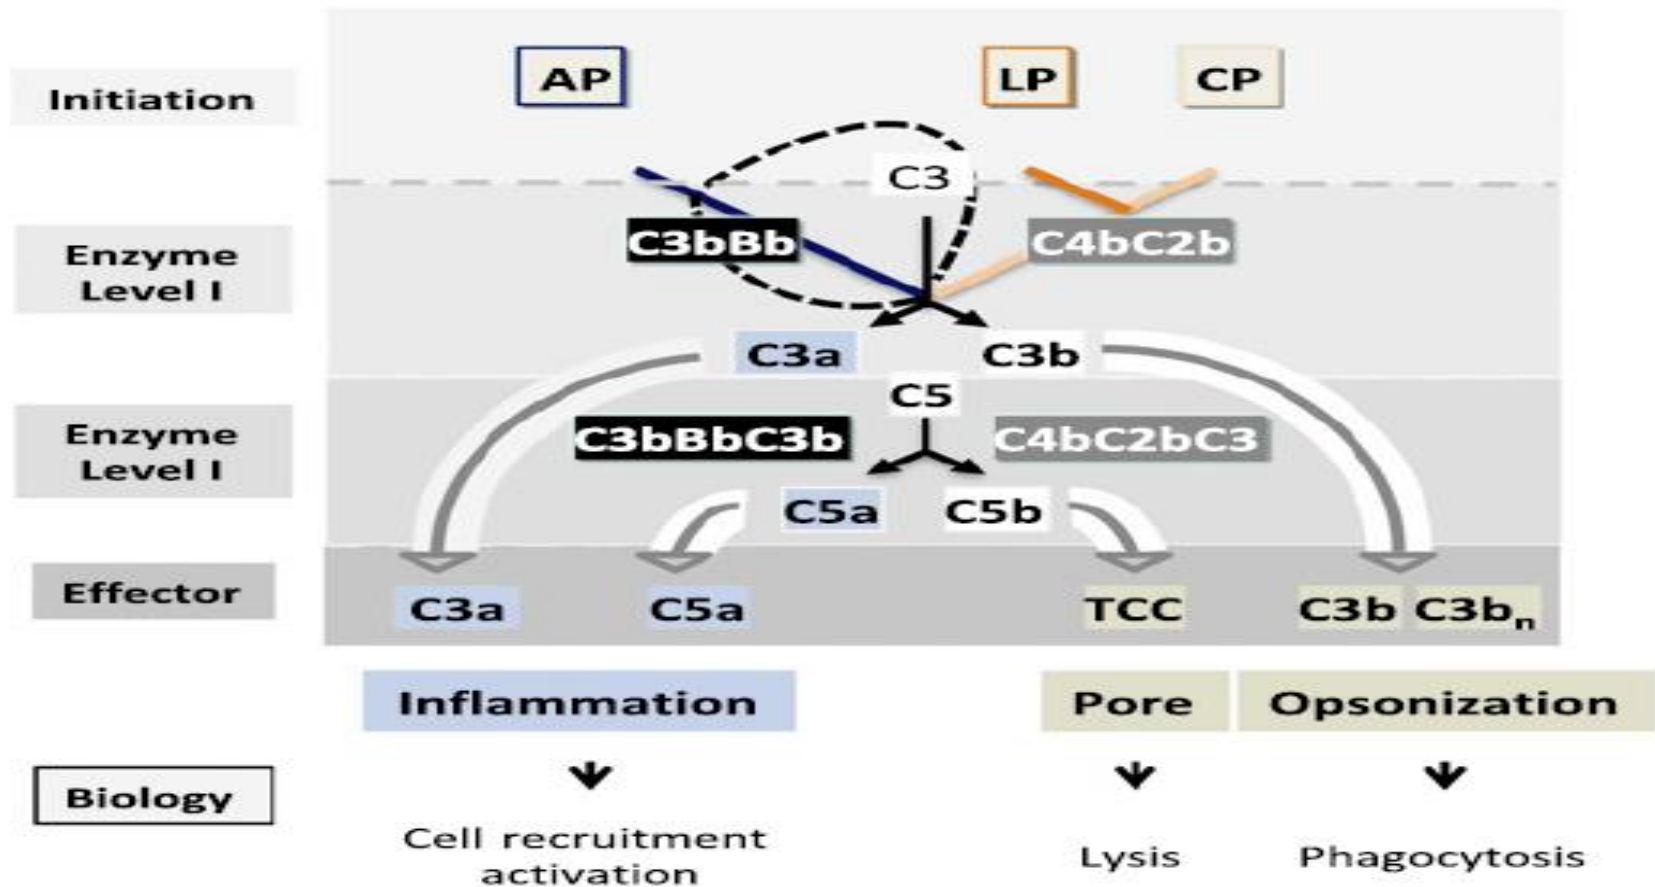 AP
LP
CP
Initiation
C3
C3bBb
C4bC2b
Enzyme
Level I
C3a
C3b
C5
Enzyme
Level I
C3bBbC3b
C4bC2bC3
C5a
C5b
Effector
C3a
C5a
TCC
C3b C3bn
Inflammation
Pore
Opsonization
Biology
Cell recruitment
activation
Lysis
Phagocytosis